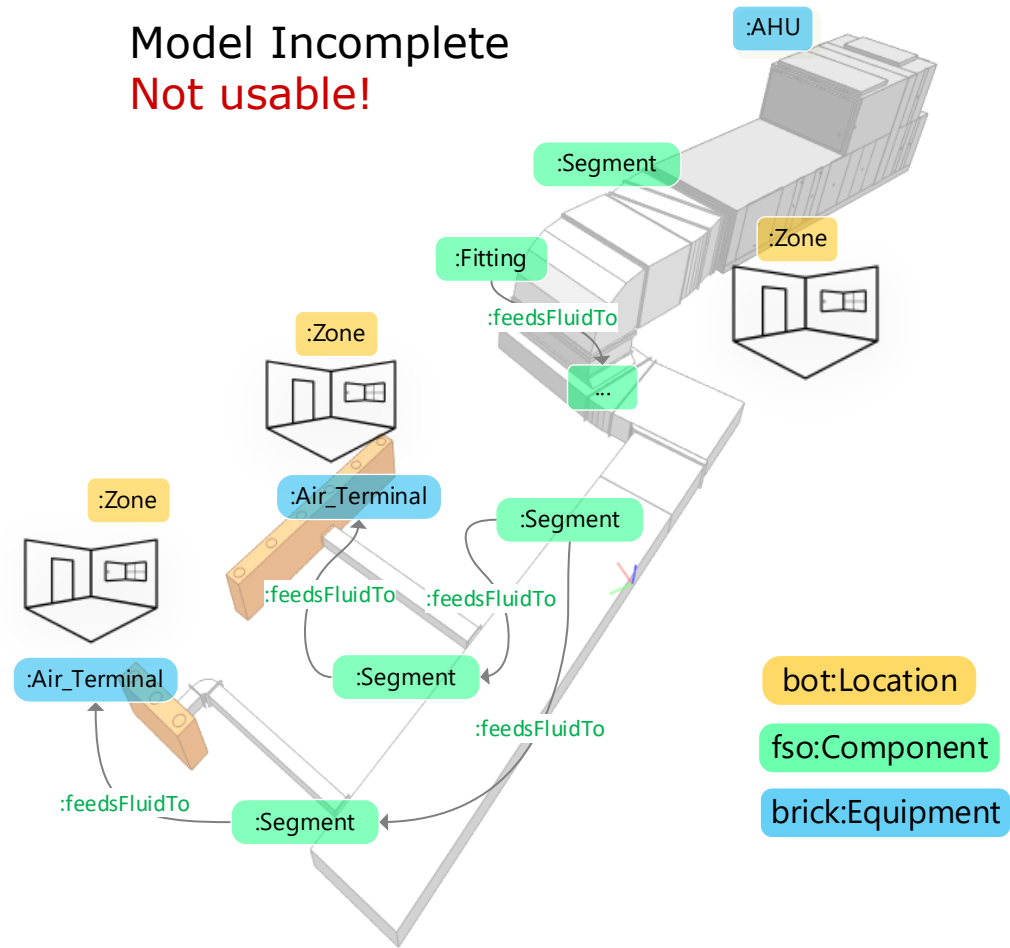 Model Incomplete
Not usable!
:AHU
:Segment
:Zone
:Fitting
:feedsFluidTo
:Zone
...
:Zone
:Air_Terminal
:Segment
:feedsFluidTo
:feedsFluidTo
:Air_Terminal
:Segment
:feedsFluidTo
:feedsFluidTo
:Segment
bot:Location
fso:Component
brick:Equipment